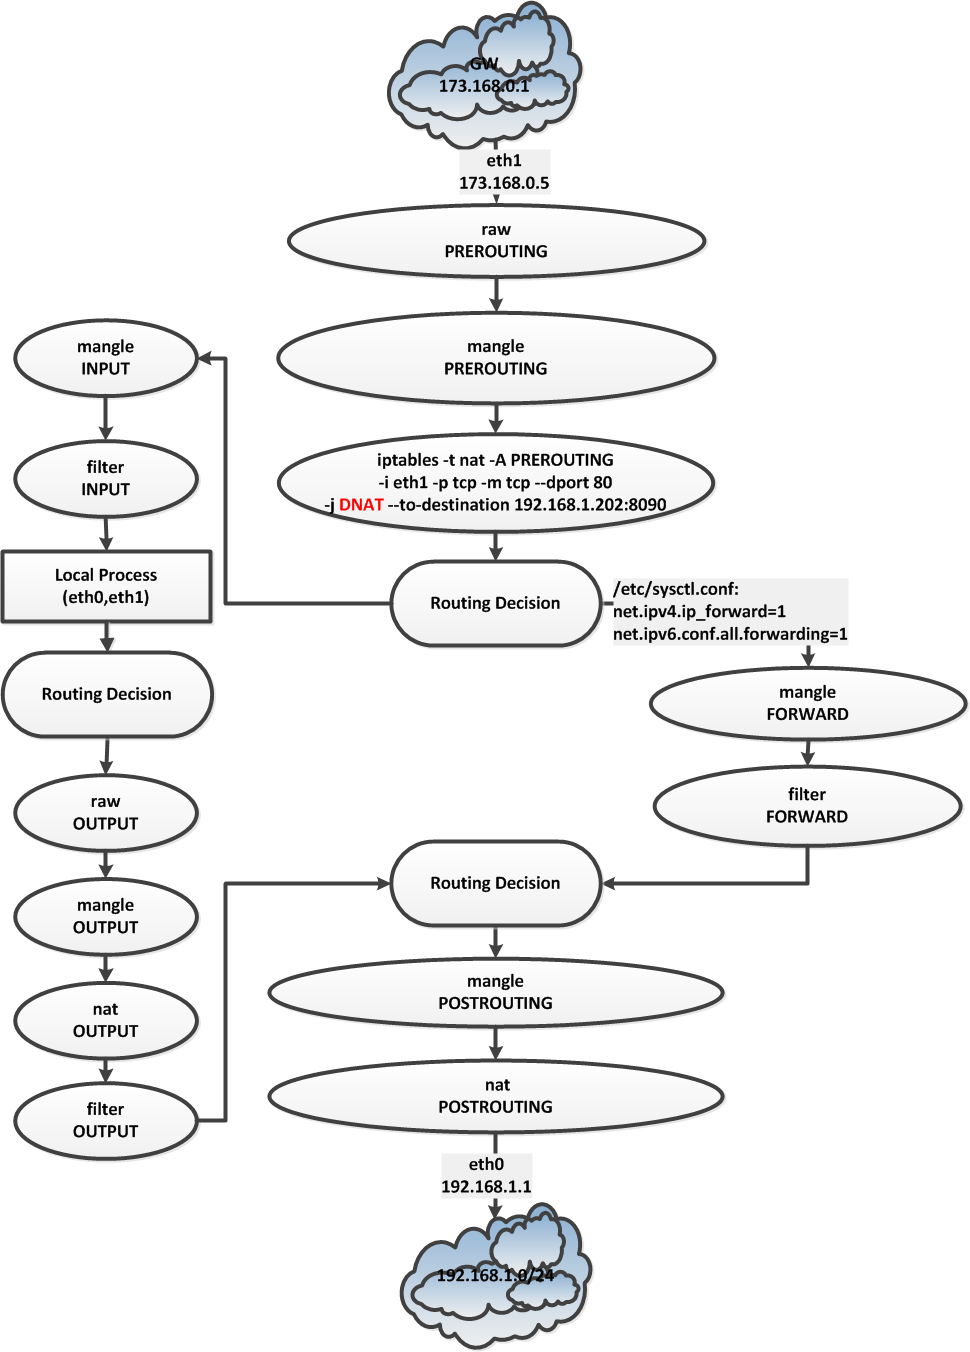 GW
173.168.0.1
eth1
173.168.0.5
raw
PREROUTING
mangle
PREROUTING
iptables -t nat -A PREROUTING
-i eth1 -p tcp -m tcp --dport 80
-j DNAT --to-destination 192.168.1.202:8090
Routing Decision
/etc/sysctl.conf:
net.ipv4.ip_forward=1
net.ipv6.conf.all.forwarding=1
mangle
INPUT
filter
INPUT
Local Process
(eth0,eth1)
Routing Decision
raw
OUTPUT
mangle
OUTPUT
nat
OUTPUT
filter
OUTPUT
mangle
FORWARD
filter
FORWARD
Routing Decision
mangle
POSTROUTING
nat
POSTROUTING
eth0
192.168.1.1
192.168.1.0/24